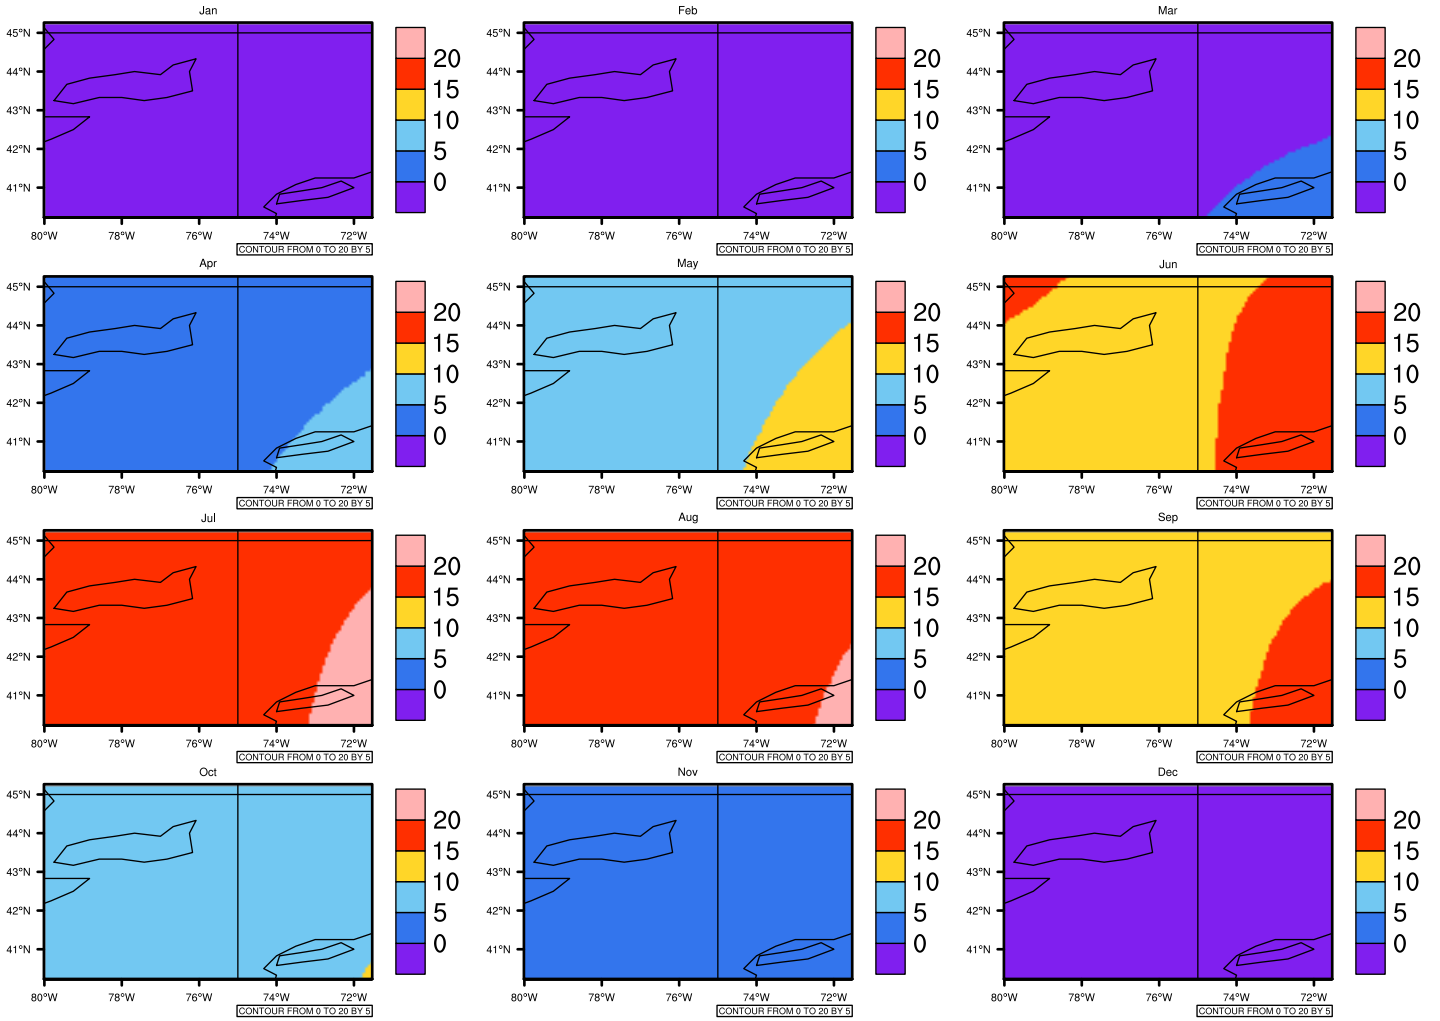 Jan Feb Mar
45°N 20 45°N 20 45°N 20
44°N 15 44°N 15 44°N 15
43°N 10 43°N 10 43°N 10
42°N 5 42°N 5 42°N 5
41°N 0 41°N 0 41°N 0
80°W 78°W 76°W 74°W 72°W 80°W 78°W 76°W 74°W 72°W 80°W 78°W 76°W 74°W 72°W
CONTOUR FROM 0 TO 20 BY 5 CONTOUR FROM 0 TO 20 BY 5 CONTOUR FROM 0 TO 20 BY 5
Apr May Jun
45°N 20 45°N 20 45°N 20
44°N 15 44°N 15 44°N 15
43°N 10 43°N 10 43°N 10
42°N 5 42°N 5 42°N 5
41°N 0 41°N 0 41°N 0
80°W 78°W 76°W 74°W 72°W 80°W 78°W 76°W 74°W 72°W 80°W 78°W 76°W 74°W 72°W
CONTOUR FROM 0 TO 20 BY 5 CONTOUR FROM 0 TO 20 BY 5 CONTOUR FROM 0 TO 20 BY 5
Jul Aug Sep
45°N 20 45°N 20 45°N 20
44°N 15 44°N 15 44°N 15
43°N 10 43°N 10 43°N 10
42°N 5 42°N 5 42°N 5
41°N 0 41°N 0 41°N 0
80°W 78°W 76°W 74°W 72°W 80°W 78°W 76°W 74°W 72°W 80°W 78°W 76°W 74°W 72°W
CONTOUR FROM 0 TO 20 BY 5 CONTOUR FROM 0 TO 20 BY 5 CONTOUR FROM 0 TO 20 BY 5
Oct Nov Dec
45°N 20 45°N 20 45°N 20
44°N 15 44°N 15 44°N 15
43°N 10 43°N 10 43°N 10
42°N 5 42°N 5 42°N 5
41°N 0 41°N 0 41°N 0
80°W 78°W 76°W 74°W 72°W 80°W 78°W 76°W 74°W 72°W 80°W 78°W 76°W 74°W 72°W
CONTOUR FROM 0 TO 20 BY 5 CONTOUR FROM 0 TO 20 BY 5 CONTOUR FROM 0 TO 20 BY 5